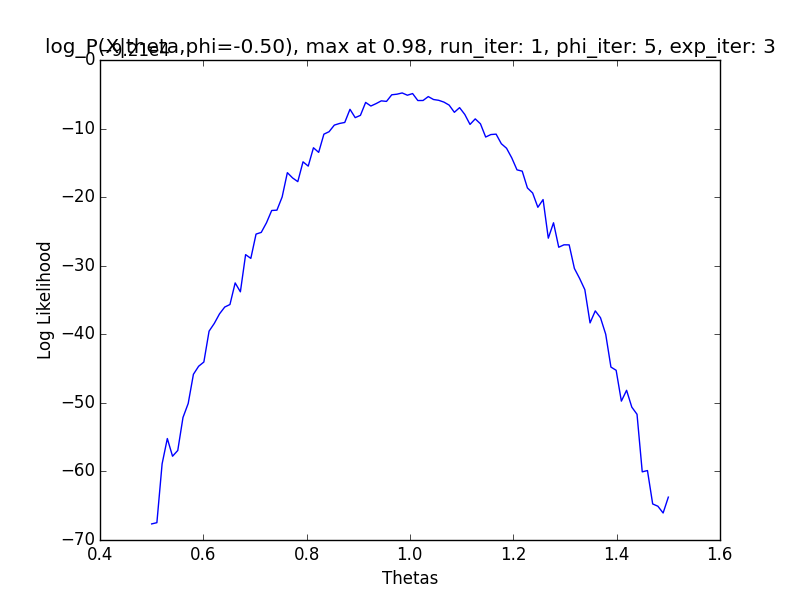 log_P(X|theta,phi=-0.50), max at 0.98, run_iter: 1, phi_iter: 5, exp_iter: 3
−9.21e4
0
−10
−20
−30
−40
−50
−60
−70
Log Likelihood
0.4 0.6 0.8 1.0 1.2 1.4 1.6
Thetas